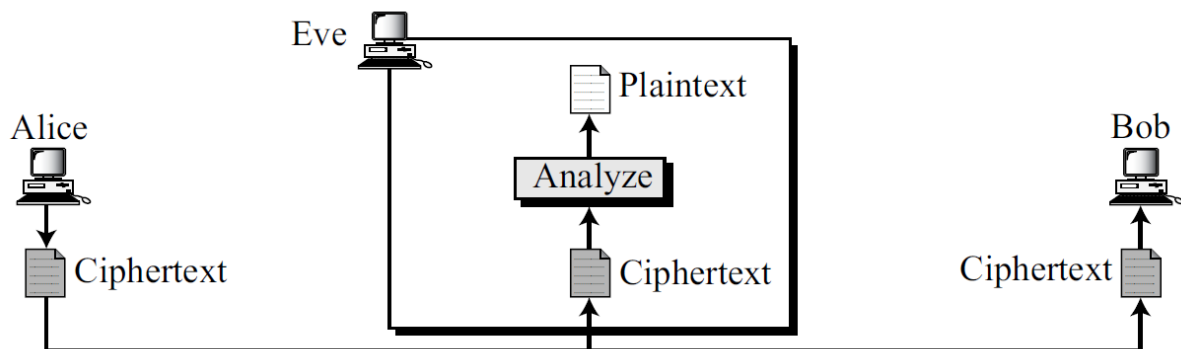 Eve
Plaintext
Alice
Bob
Analyze
Ciphertext
Ciphertext
Ciphertext